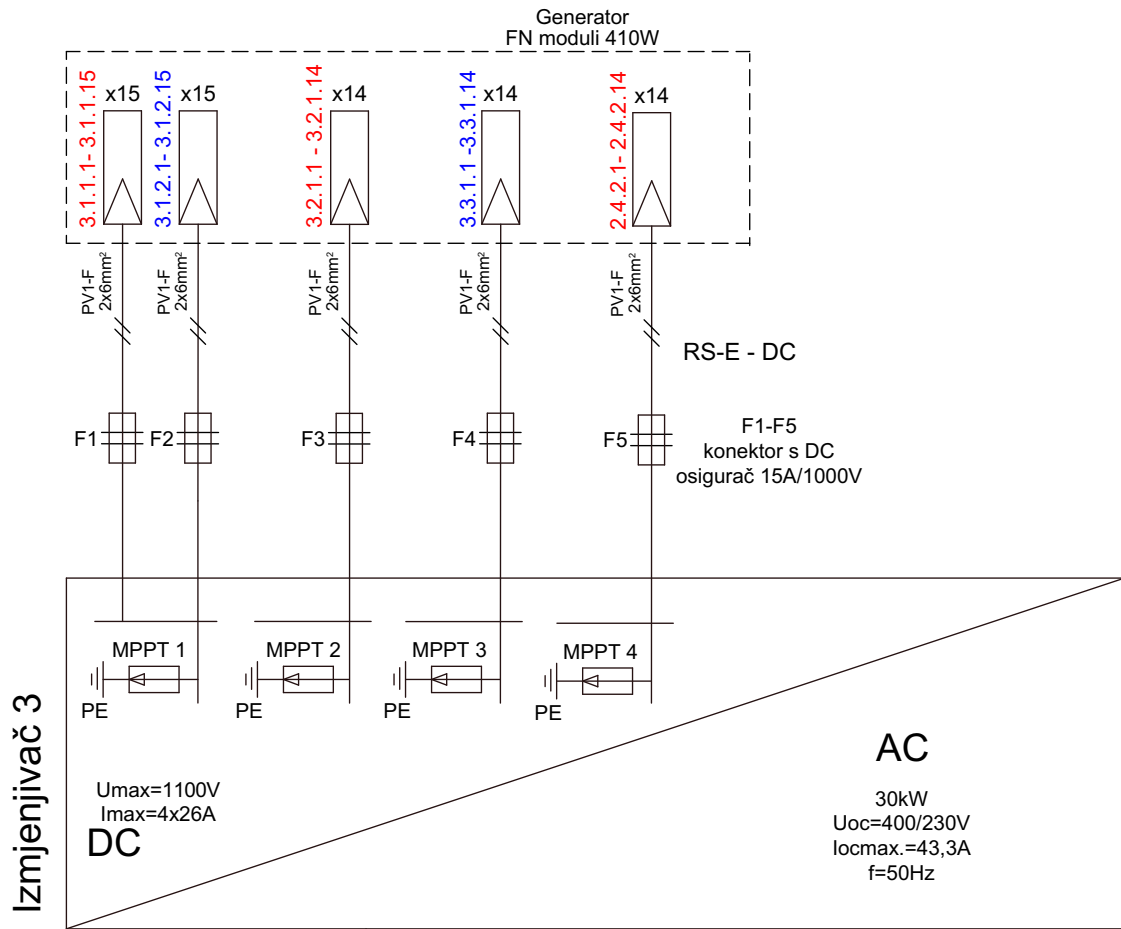 Generator
FN moduli 410W
3.1.1.1- 3.1.1.15
x15
3.1.2.1- 3.1.2.15
x15
3.2.1.1 - 3.2.1.14
x14
3.3.1.1 -3.3.1.14
x14
2.4.2.1- 2.4.2.14
x14
PV1-F
2x6mm²
PV1-F
2x6mm²
PV1-F
2x6mm²
PV1-F
2x6mm²
PV1-F
2x6mm²
RS-E - DC
F1
F2
F3
F4
F5
F1-F5
konektor s DC
osigurač 15A/1000V
MPPT 1
MPPT 2
MPPT 3
MPPT 4
PE
PE
PE
PE
Izmjenjivač 3
Umax=1100V
Imax=4x26A
DC
AC
30kW
Uoc=400/230V
Iocmax.=43,3A
f=50Hz